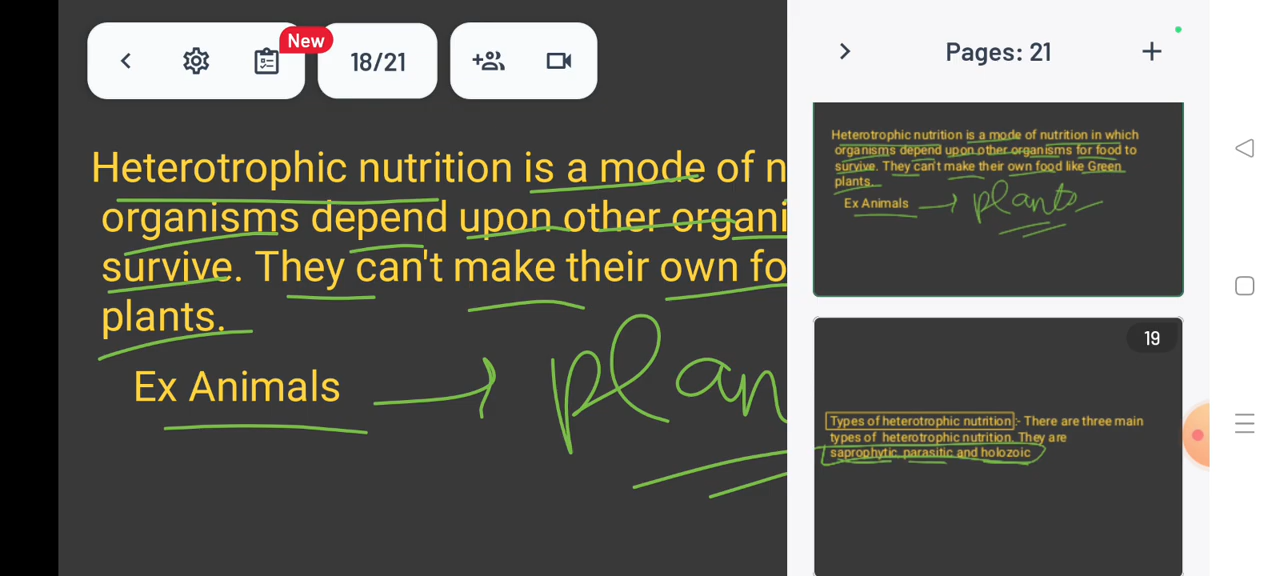 New
18/21
Pages: 21
Heterotrophic nutrition is a mode of n
organisms depend upon other organi
survive. They can't make their own fo
plants.
Ex Animals → plan
Heterotrophic nutrition is a mode of nutrition in which
organisms depend upon other organisms for food to
survive. They can't make their own food like Green
plants.
Ex Animals → plants
19
Types of heterotrophic nutrition:- There are three main
types of heterotrophic nutrition. They are
saprophytic parasitic and holozoic